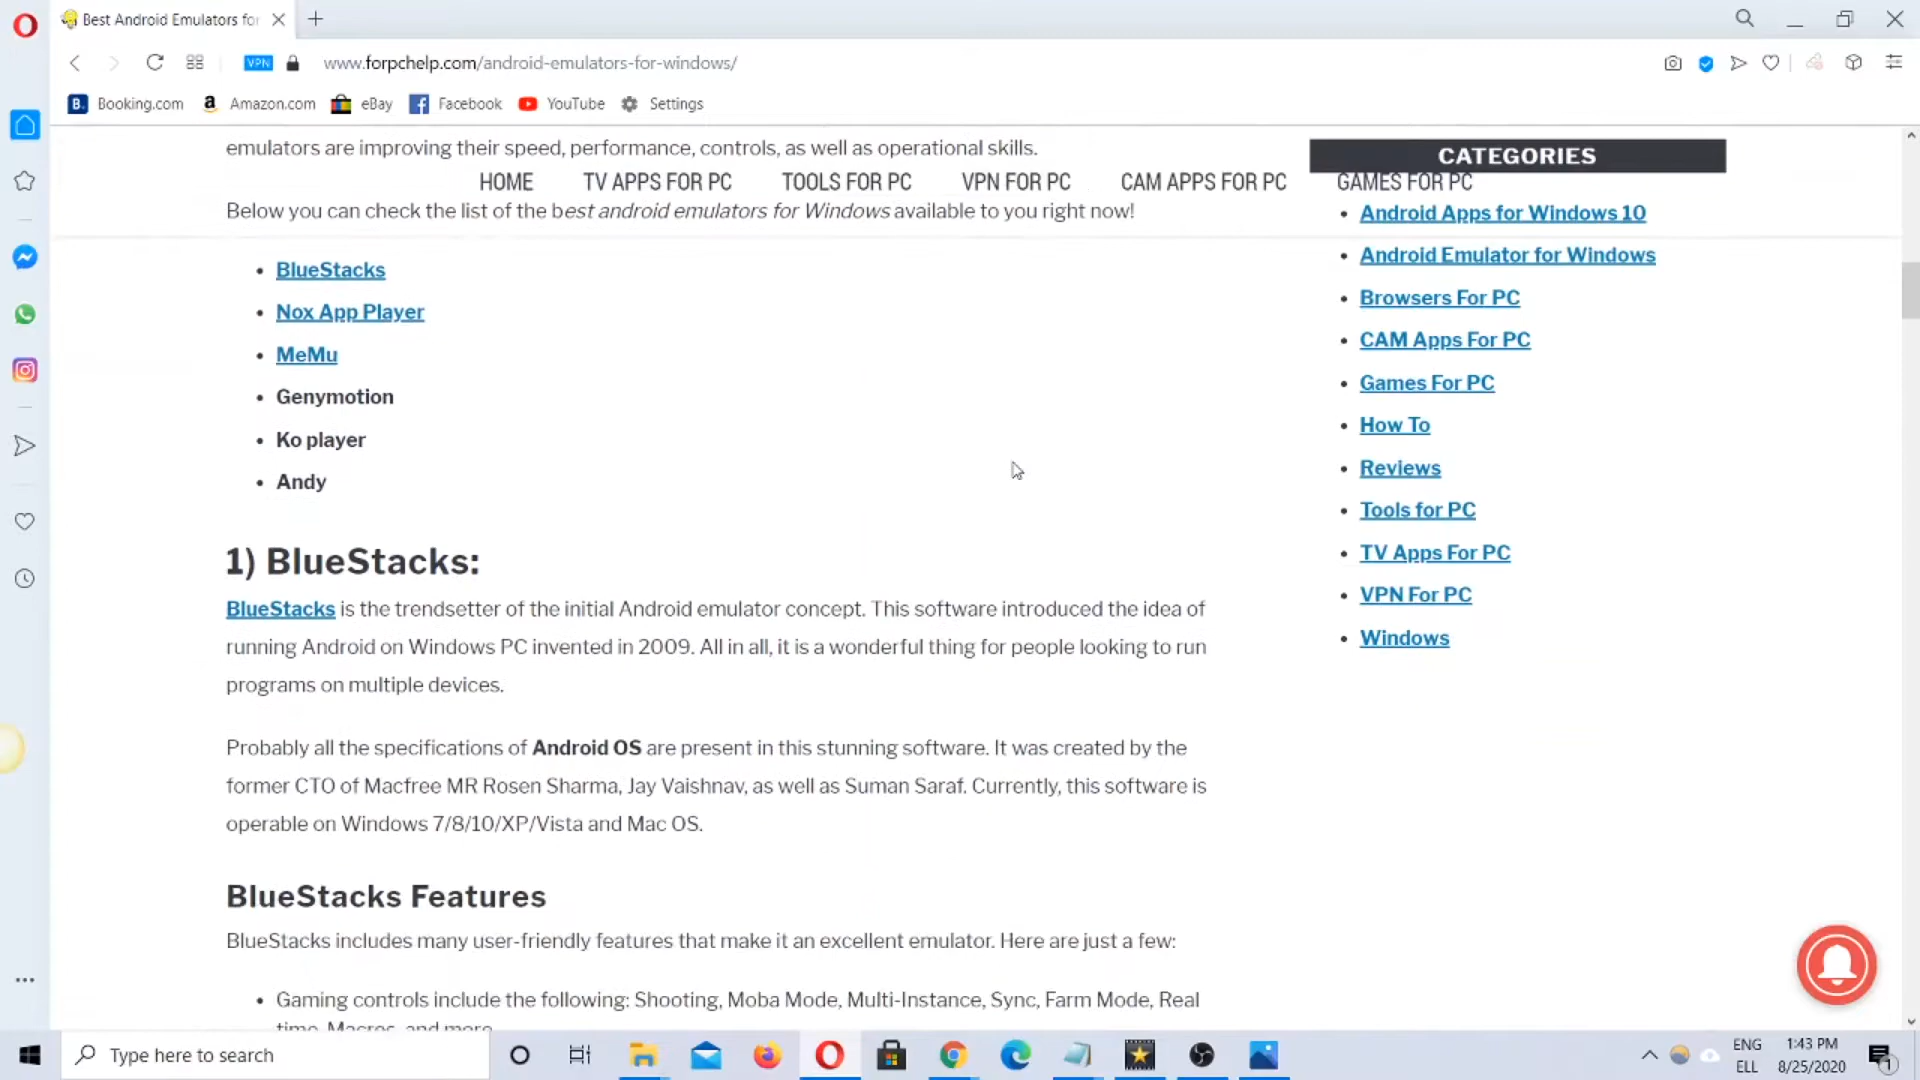 Best Android Emulators for
VPN
www.forpchelp.com/android-emulators-for-windows/
B. Booking.com
a Amazon.com
eBay
Facebook
YouTube
Settings
emulators are improving their speed, performance, controls, as well as operational skills.
HOME TV APPS FOR PC TOOLS FOR PC VPN FOR PC CAM APPS FOR PC GAMES FOR PC
Below you can check the list of the best android emulators for Windows available to you right now!
• BlueStacks
• Nox App Player
• MeMu
• Genymotion
• Ko player
• Andy
1) BlueStacks:
BlueStacks is the trendsetter of the initial Android emulator concept. This software introduced the idea of
running Android on Windows PC invented in 2009. All in all, it is a wonderful thing for people looking to run
programs on multiple devices.
Probably all the specifications of Android OS are present in this stunning software. It was created by the
former CTO of Macfree MR Rosen Sharma, Jay Vaishnav, as well as Suman Saraf. Currently, this software is
operable on Windows 7/8/10/XP/Vista and Mac OS.
BlueStacks Features
BlueStacks includes many user-friendly features that make it an excellent emulator. Here are just a few:
• Gaming controls include the following: Shooting, Moba Mode, Multi-Instance, Sync, Farm Mode, Real
time, Macros, and more
CATEGORIES
• Android Apps for Windows 10
• Android Emulator for Windows
• Browsers For PC
• CAM Apps For PC
• Games For PC
• How To
• Reviews
• Tools for PC
• TV Apps For PC
• VPN For PC
• Windows
Type here to search
ENG
ELL
1:43 PM
8/25/2020
1